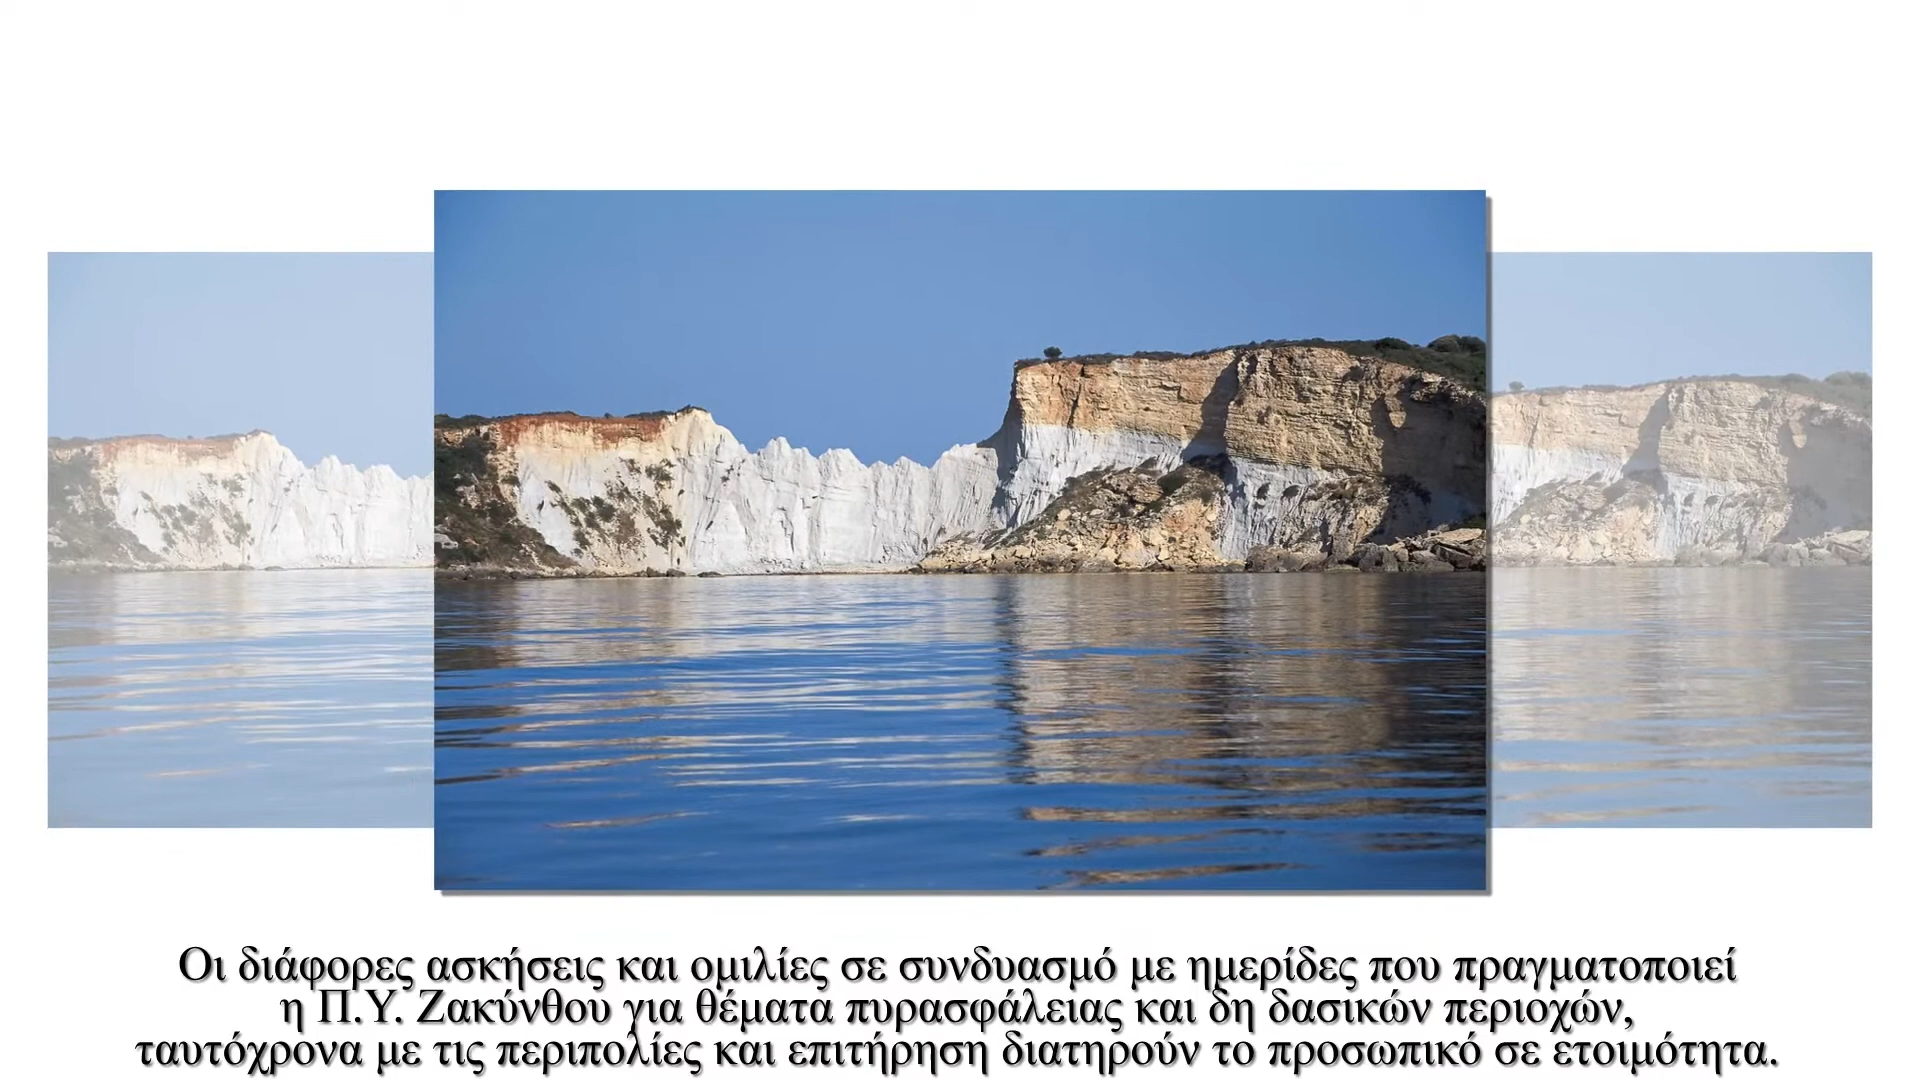 Οι διάφορες ασκήσεις και ομιλίες σε συνδυασμό με ημερίδες που πραγματοποιεί
η Π.Υ. Ζακύνθου για θέματα πυρασφάλειας και δη δασικών περιοχών,
ταυτόχρονα με τις περιπολίες και επιτήρηση διατηρούν το προσωπικό σε ετοιμότητα.